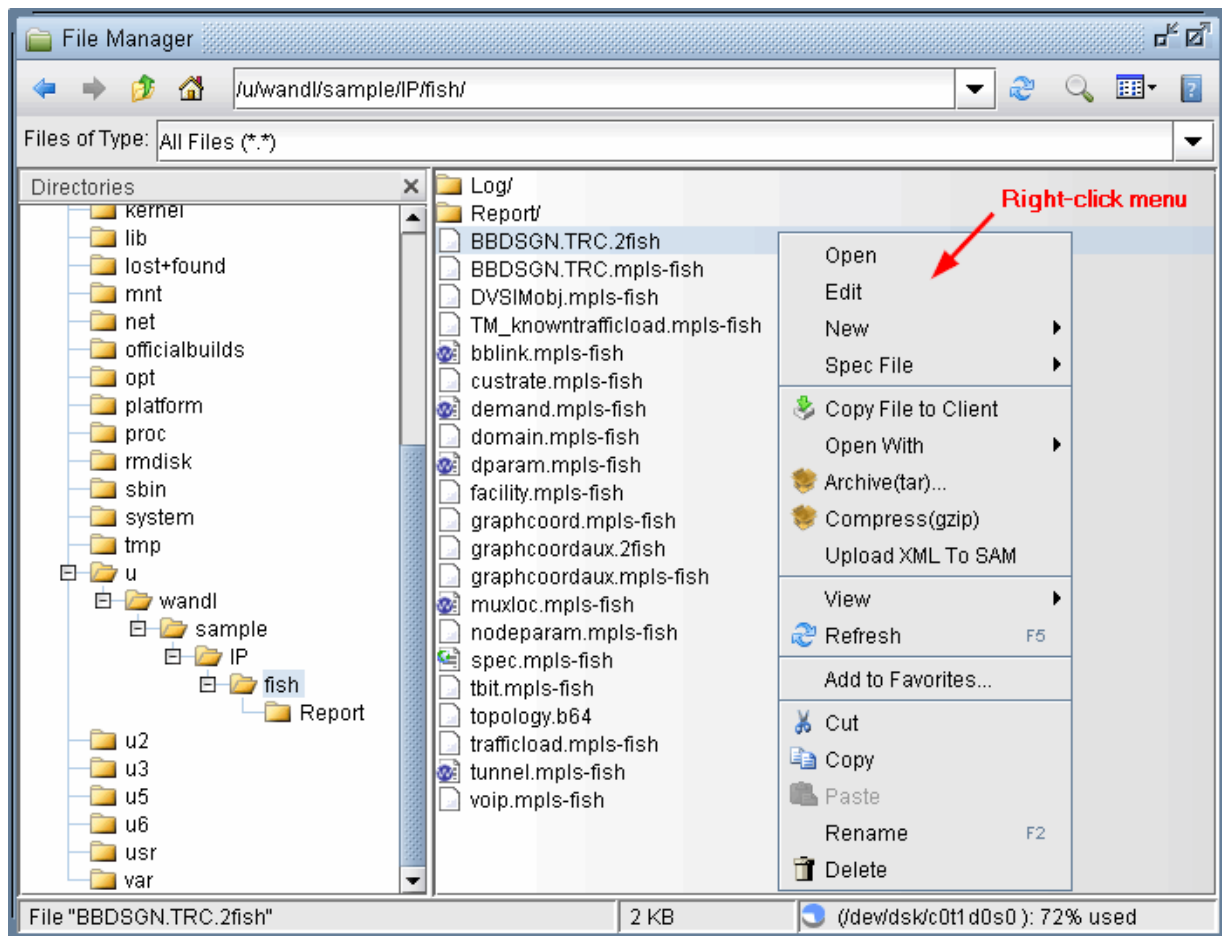 File Manager
/u/wandl/sample/IP/fish/
Files of Type: All Files (*.*)
Directories
kernel
lib
lost+found
mnt
net
officialbuilds
opt
platform
proc
rmdisk
sbin
system
tmp
u
wandl
sample
IP
fish
Report
u2
u3
u5
u6
usr
var
Log/
Report/
BBDSGN.TRC.2fish
BBDSGN.TRC.mpls-fish
DVSIMobj.mpls-fish
TM_knowntrafficload.mpls-fish
bblink.mpls-fish
custrate.mpls-fish
demand.mpls-fish
domain.mpls-fish
dparam.mpls-fish
facility.mpls-fish
graphcoord.mpls-fish
graphcoordaux.2fish
graphcoordaux.mpls-fish
muxloc.mpls-fish
nodeparam.mpls-fish
spec.mpls-fish
tbit.mpls-fish
topology.b64
trafficload.mpls-fish
tunnel.mpls-fish
voip.mpls-fish
Right-click menu
Open
Edit
New
Spec File
Copy File to Client
Open With
Archive(tar)...
Compress(gzip)
Upload XML To SAM
View
Refresh F5
Add to Favorites...
Cut
Copy
Paste
Rename F2
Delete
File "BBDSGN.TRC.2fish"
2 KB
(/dev/dsk/c0t1d0s0 ): 72% used